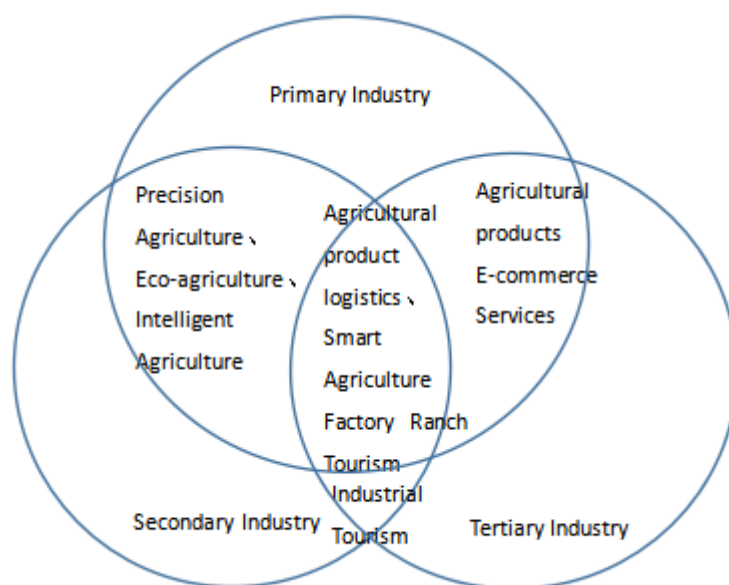 Primary Industry
Precision
Agriculture、
Eco-agriculture、
Intelligent
Agriculture
Agricultural
product
logistics、
Smart
Agriculture
Factory Ranch
Tourism
Agricultural
products
E-commerce
Services
Industrial
Tourism
Secondary Industry
Tertiary Industry